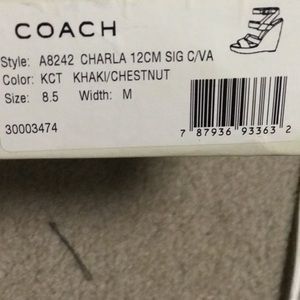 COACH
Style: A8242 CHARLA 12CM SIG C/VA
Color: KCT KHAKI/CHESTNUT
Size: 8.5 Width: M
30003474
7 87936 93363 2